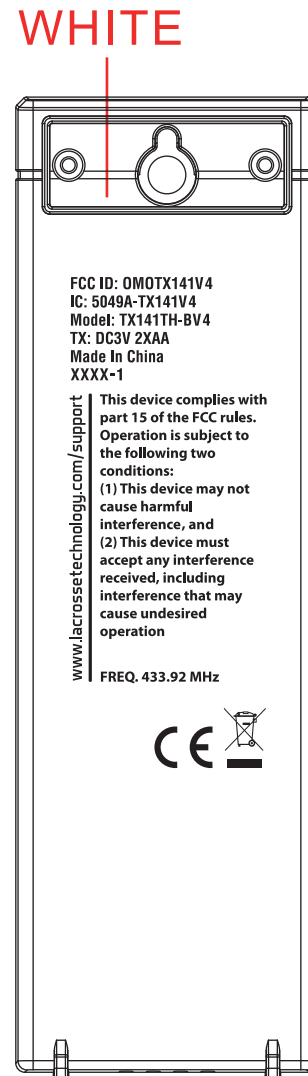 WHITE
FCC ID: OMOTX141V4
IC: 5049A-TX141V4
Model: TX141TH-BV4
TX: DC3V 2XAA
Made In China
XXXX-1
www.lacrossetechnology.com/support
This device complies with
part 15 of the FCC rules.
Operation is subject to
the following two
conditions:
(1) This device may not
cause harmful
interference, and
(2) This device must
accept any interference
received, including
interference that may
cause undesired
operation
FREQ. 433.92 MHz
CE